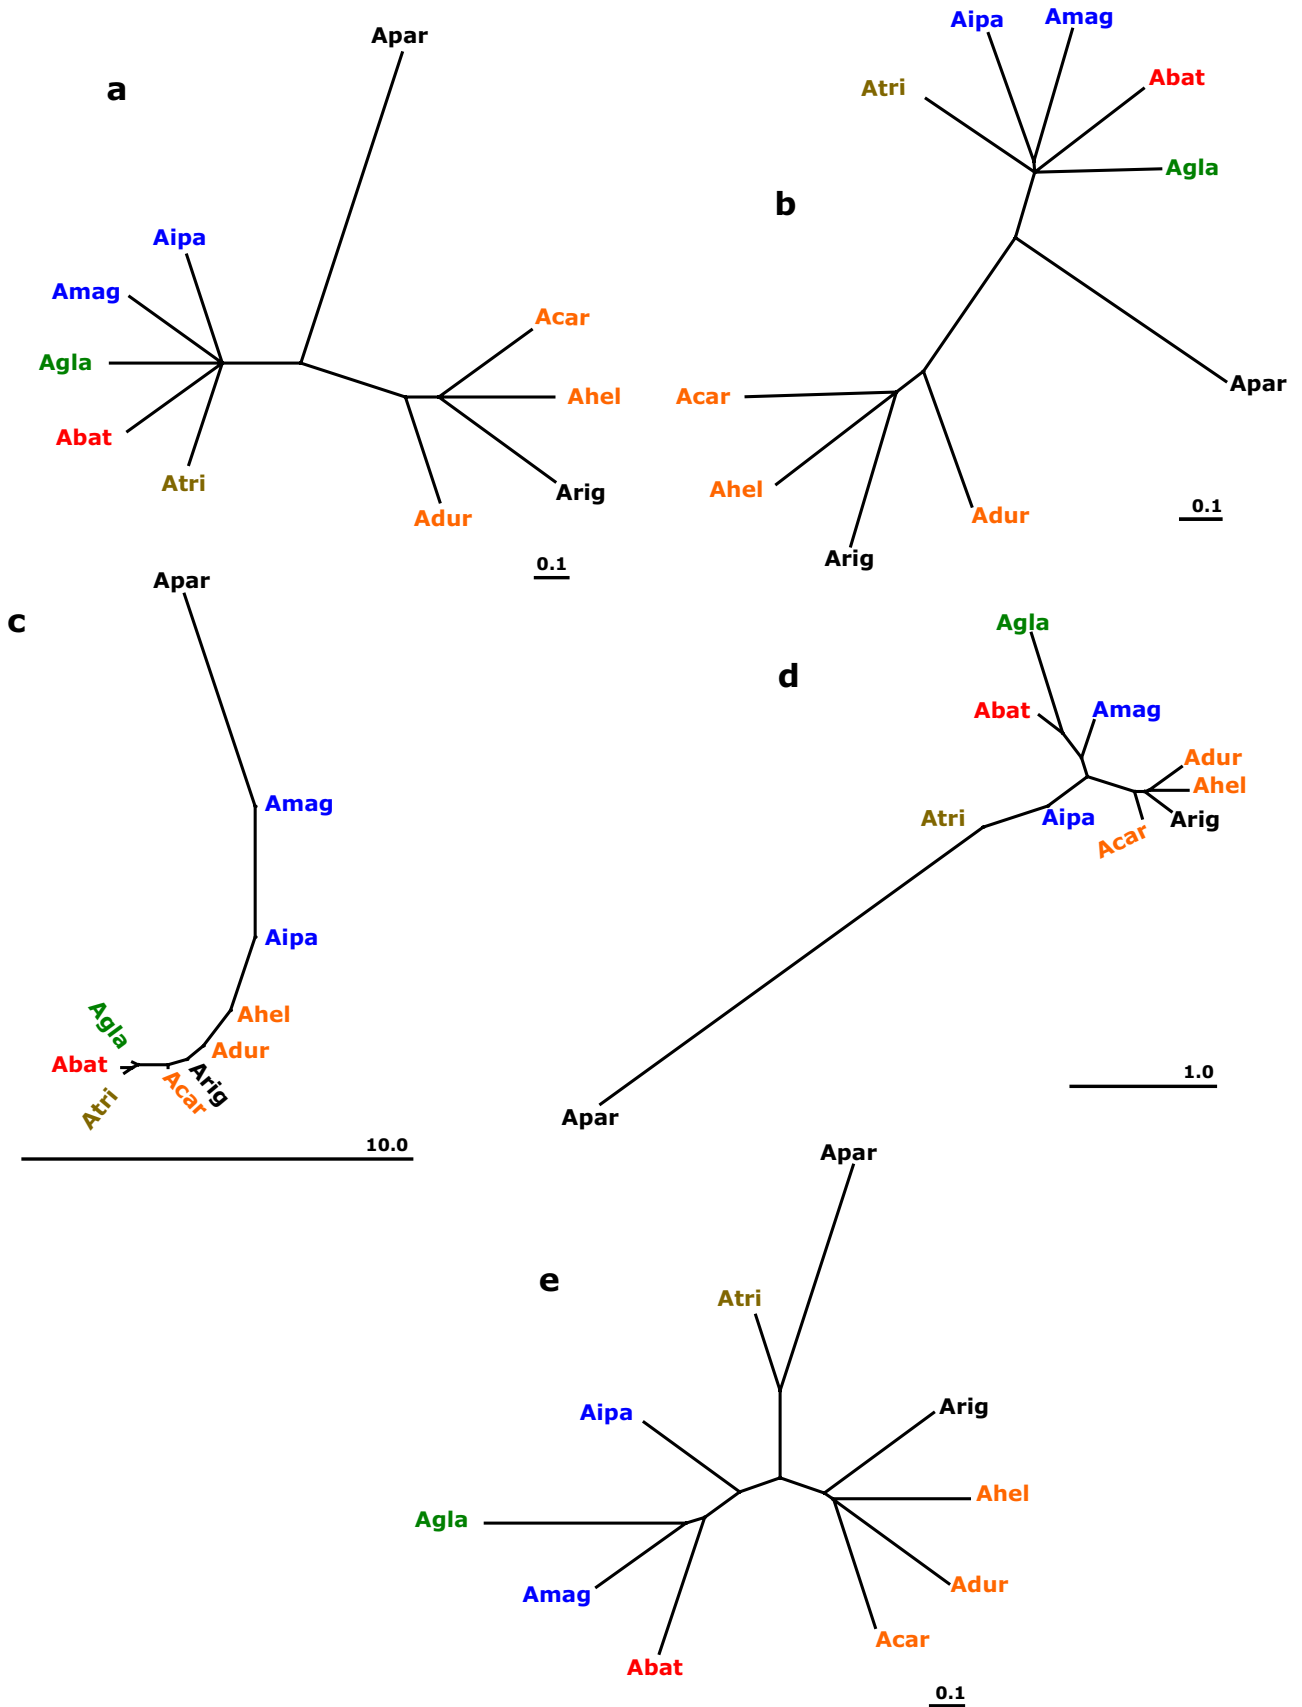 a
Apar
Aipa
Amag
Agla
Abat
Atri
Acar
Ahel
Arig
Adur
0.1
b
Aipa
Amag
Atri
Abat
Agla
Apar
Acar
Ahel
Arig
Adur
0.1
c
Apar
Amag
Aipa
Ahel
Adur
Arig
Acar
Agla
Abat
Atri
10.0
d
Agla
Abat
Amag
Adur
Ahel
Arig
Acar
Aipa
Atri
Apar
1.0
e
Apar
Atri
Aipa
Arig
Ahel
Agla
Adur
Amag
Acar
Abat
0.1